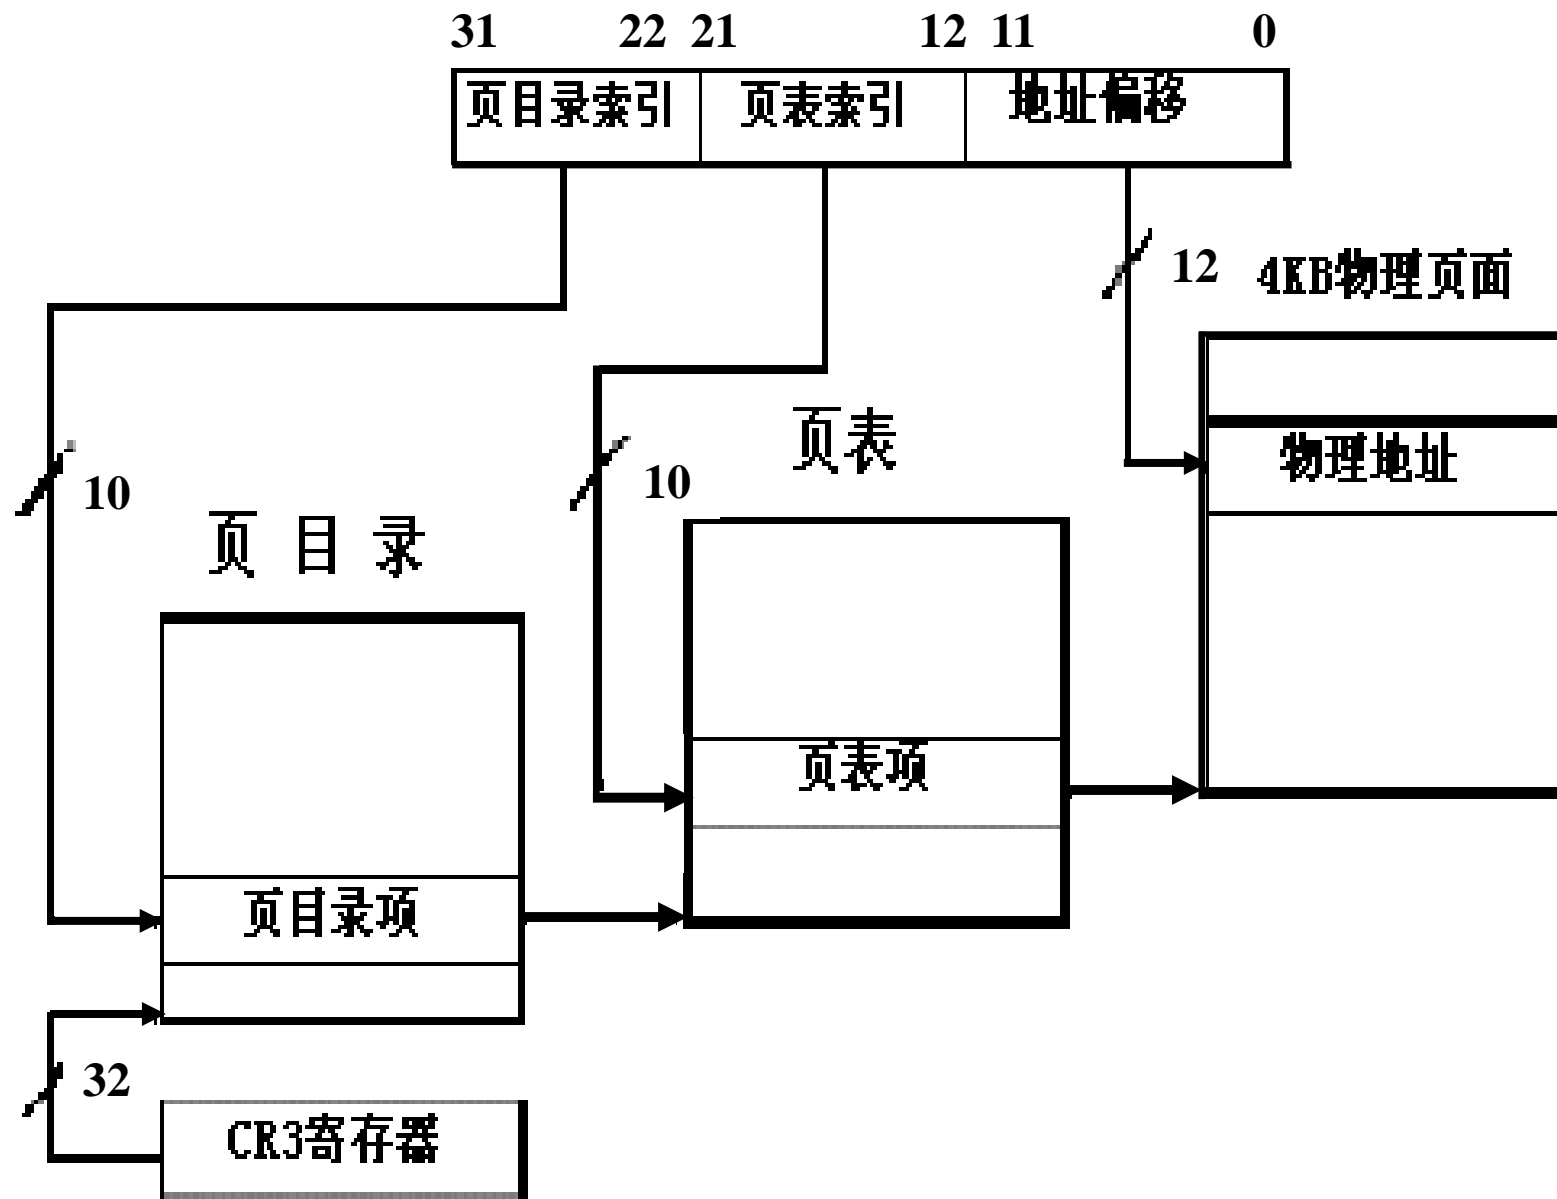 31 22 21 12 11 0
页目录索引 页表索引 地址偏移
12 4KB物理页面
页表
物理地址
10 10
页 目 录
页表项
页目录项
32
CR3寄存器